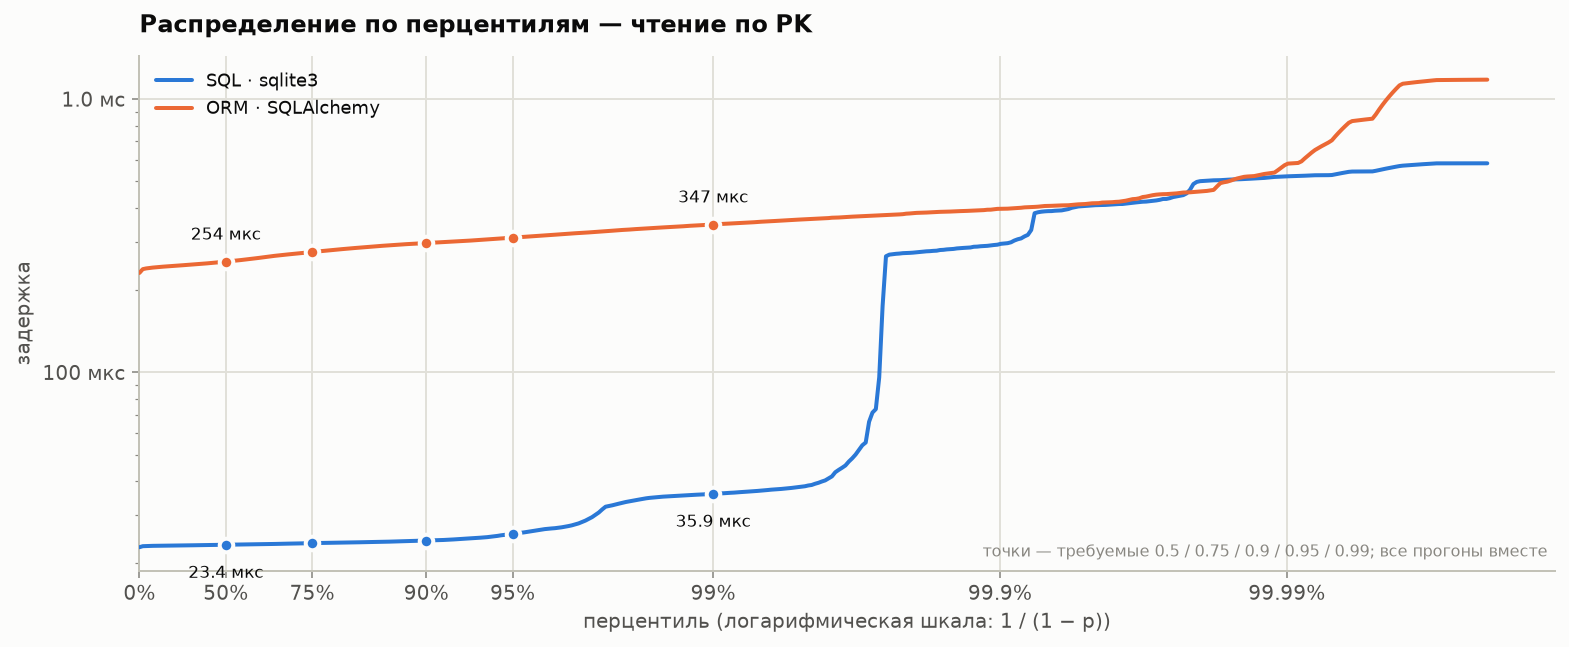 Распределение по перцентилям — чтение по PK
SQL · sqlite3
ORM · SQLAlchemy
1.0 мс
100 мкс
задержка
254 мкс
347 мкс
23.4 мкс
35.9 мкс
точки — требуемые 0.5 / 0.75 / 0.9 / 0.95 / 0.99; все прогоны вместе
0% 50% 75% 90% 95% 99% 99.9% 99.99%
перцентиль (логарифмическая шкала: 1 / (1 − p))